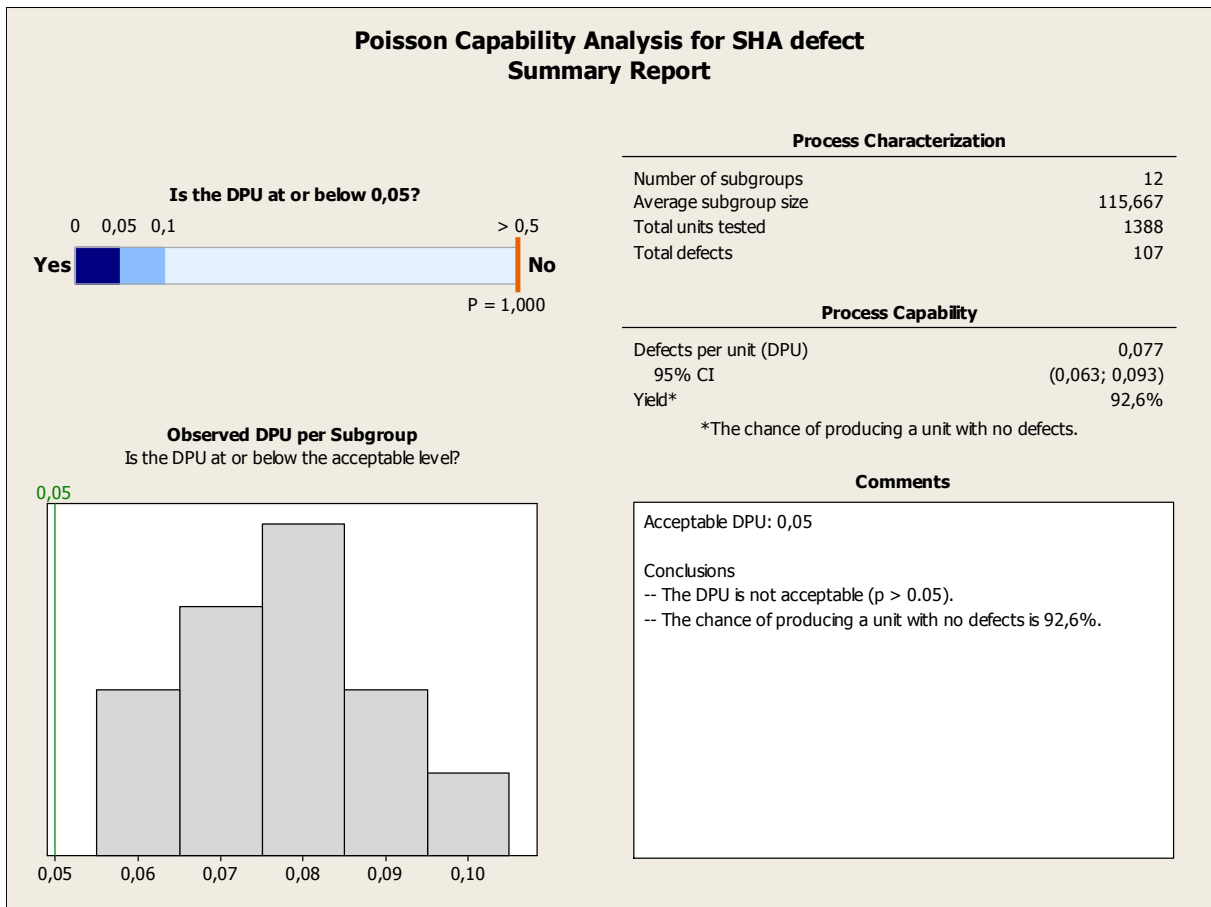 Poisson Capability Analysis for SHA defect
Summary Report
Is the DPU at or below 0,05?
0 0,05 0,1 > 0,5
Yes No
P = 1,000
Process Characterization
Number of subgroups 12
Average subgroup size 115,667
Total units tested 1388
Total defects 107
Process Capability
Defects per unit (DPU) 0,077
95% CI (0,063; 0,093)
Yield* 92,6%
*The chance of producing a unit with no defects.
Observed DPU per Subgroup
Is the DPU at or below the acceptable level?
0,05
0,05 0,06 0,07 0,08 0,09 0,10
Comments
Acceptable DPU: 0,05
Conclusions
-- The DPU is not acceptable (p > 0.05).
-- The chance of producing a unit with no defects is 92,6%.